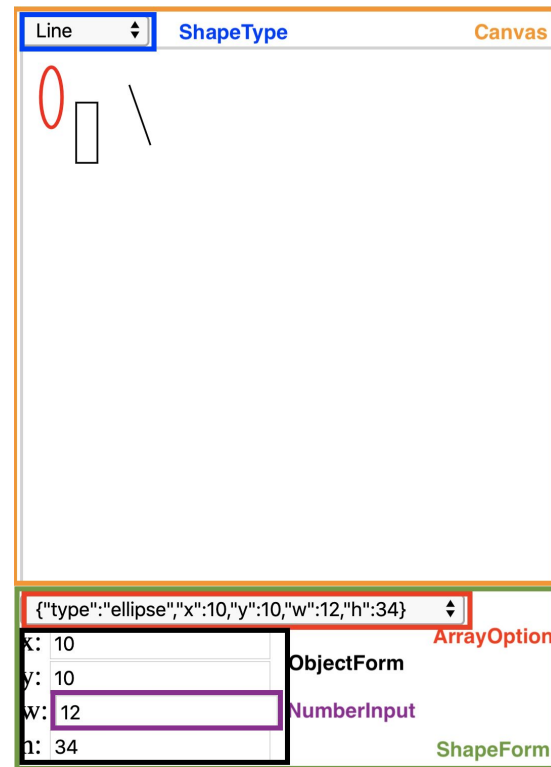 Line ShapeType Canvas
{"type":"ellipse","x":10,"y":10,"w":12,"h":34}
ArrayOption
x: 10
ObjectForm
y: 10
w: 12 NumberInput
h: 34 ShapeForm